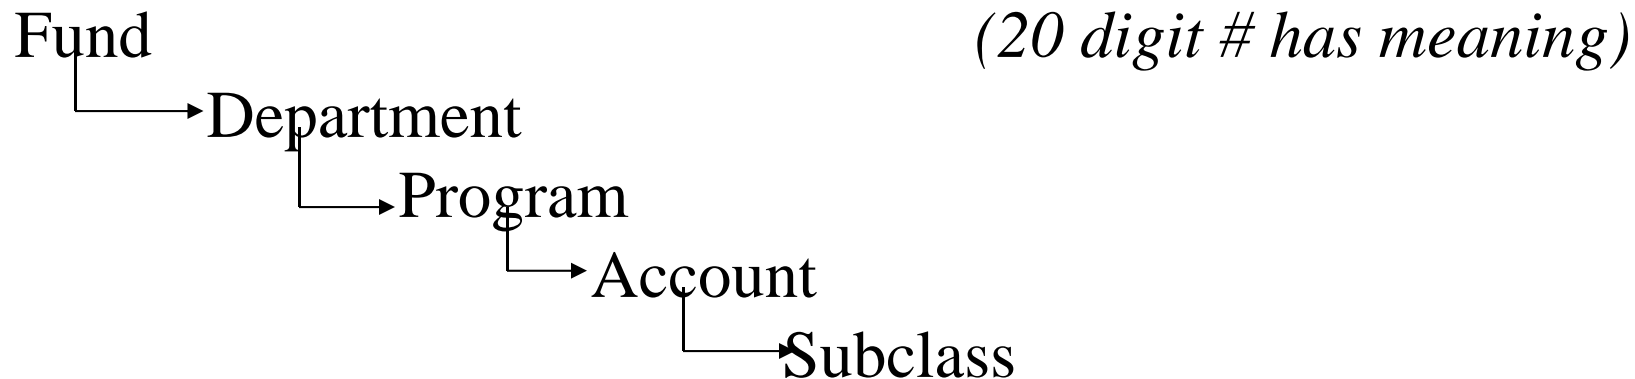 Fund (20 digit # has meaning)
Department
Program
Account
Subclass